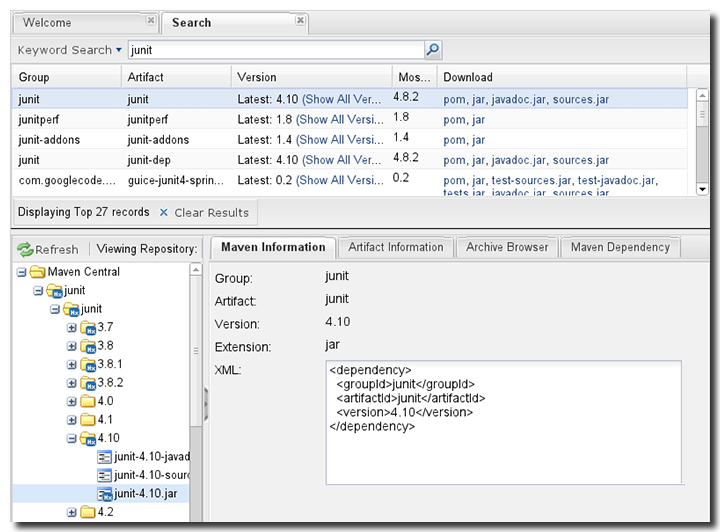 Welcome
Search
Keyword Search junit
Group Artifact Version Mos... Download
junit junit Latest: 4.10 (Show All Ver... 4.8.2 pom, jar, javadoc.jar, sources.jar
junitperf junitperf Latest: 1.8 (Show All Versi... 1.8 pom, jar
junit-addons junit-addons Latest: 1.4 (Show All Versi... 1.4 pom, jar
junit junit-dep Latest: 4.10 (Show All Ver... 4.8.2 pom, jar, javadoc.jar, sources.jar
com.googlecode.... guice-junit4-sprin... Latest: 0.2 (Show All Versi... 0.2 pom, jar, test-sources.jar, test-javadoc.jar,
tests.jar, javadoc.jar, sources.jar
Displaying Top 27 records Clear Results
Refresh Viewing Repository:
Maven Central
junit
junit
3.7
3.8
3.8.1
3.8.2
4.0
4.1
4.10
junit-4.10-javad
junit-4.10-sour
junit-4.10.jar
4.2
Maven Information Artifact Information Archive Browser Maven Dependency
Group: junit
Artifact: junit
Version: 4.10
Extension: jar
XML:
<dependency>
<groupId>junit</groupId>
<artifactId>junit</artifactId>
<version>4.10</version>
</dependency>